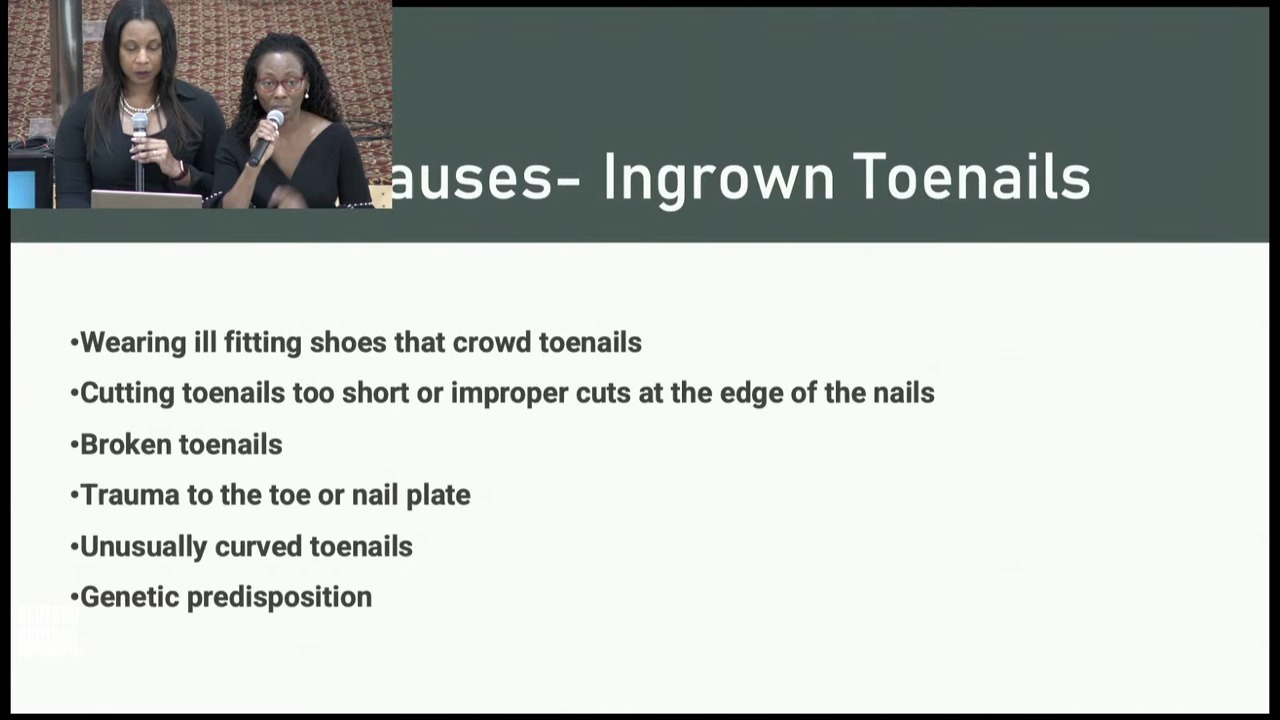 auses- Ingrown Toenails
•Wearing ill fitting shoes that crowd toenails
•Cutting toenails too short or improper cuts at the edge of the nails
•Broken toenails
•Trauma to the toe or nail plate
•Unusually curved toenails
•Genetic predisposition